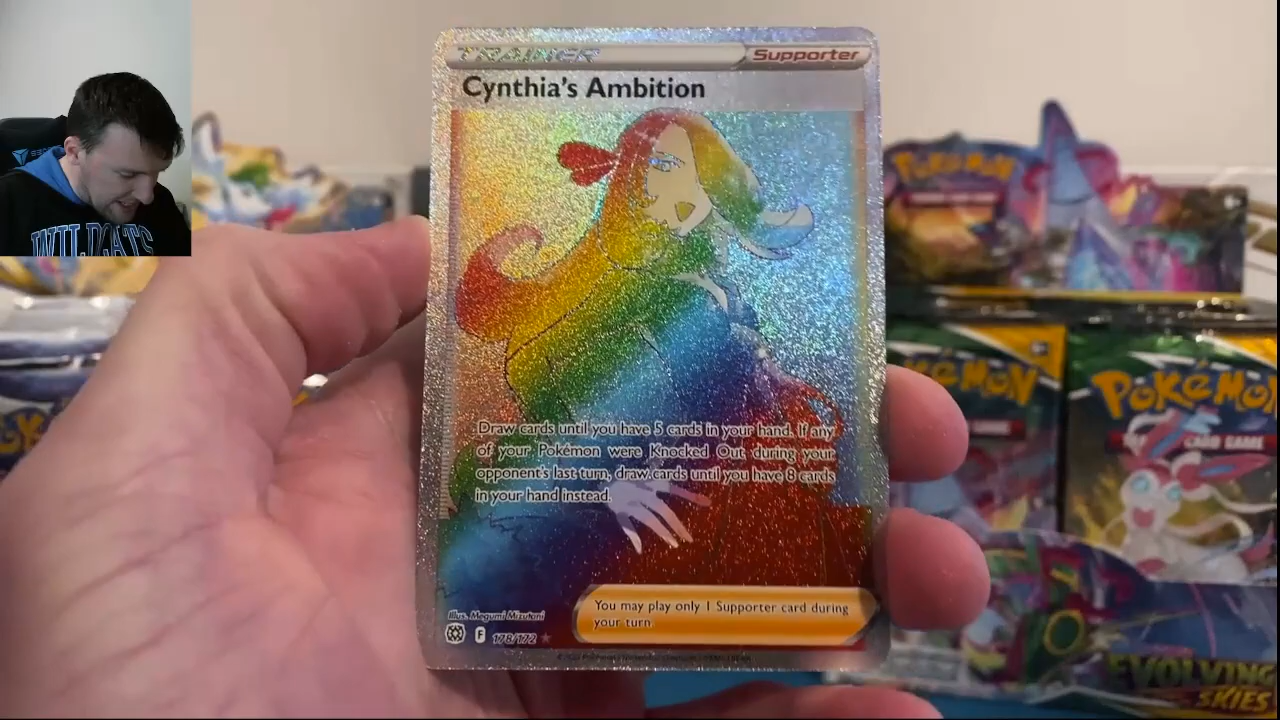 TRAINER
Supporter
Cynthia's Ambition
WILDCATS
Draw cards until you have 5 cards in your hand. If any
of your Pokémon were Knocked Out during your
opponent's last turn, draw cards until you have 8 cards
in your hand instead.
You may play only 1 Supporter card during
your turn.
Illus. Megumi Mizutani
F 178/172
POKÉMON
POKÉMON
POKÉMON
CARD GAME
EVOLVING
SKIES